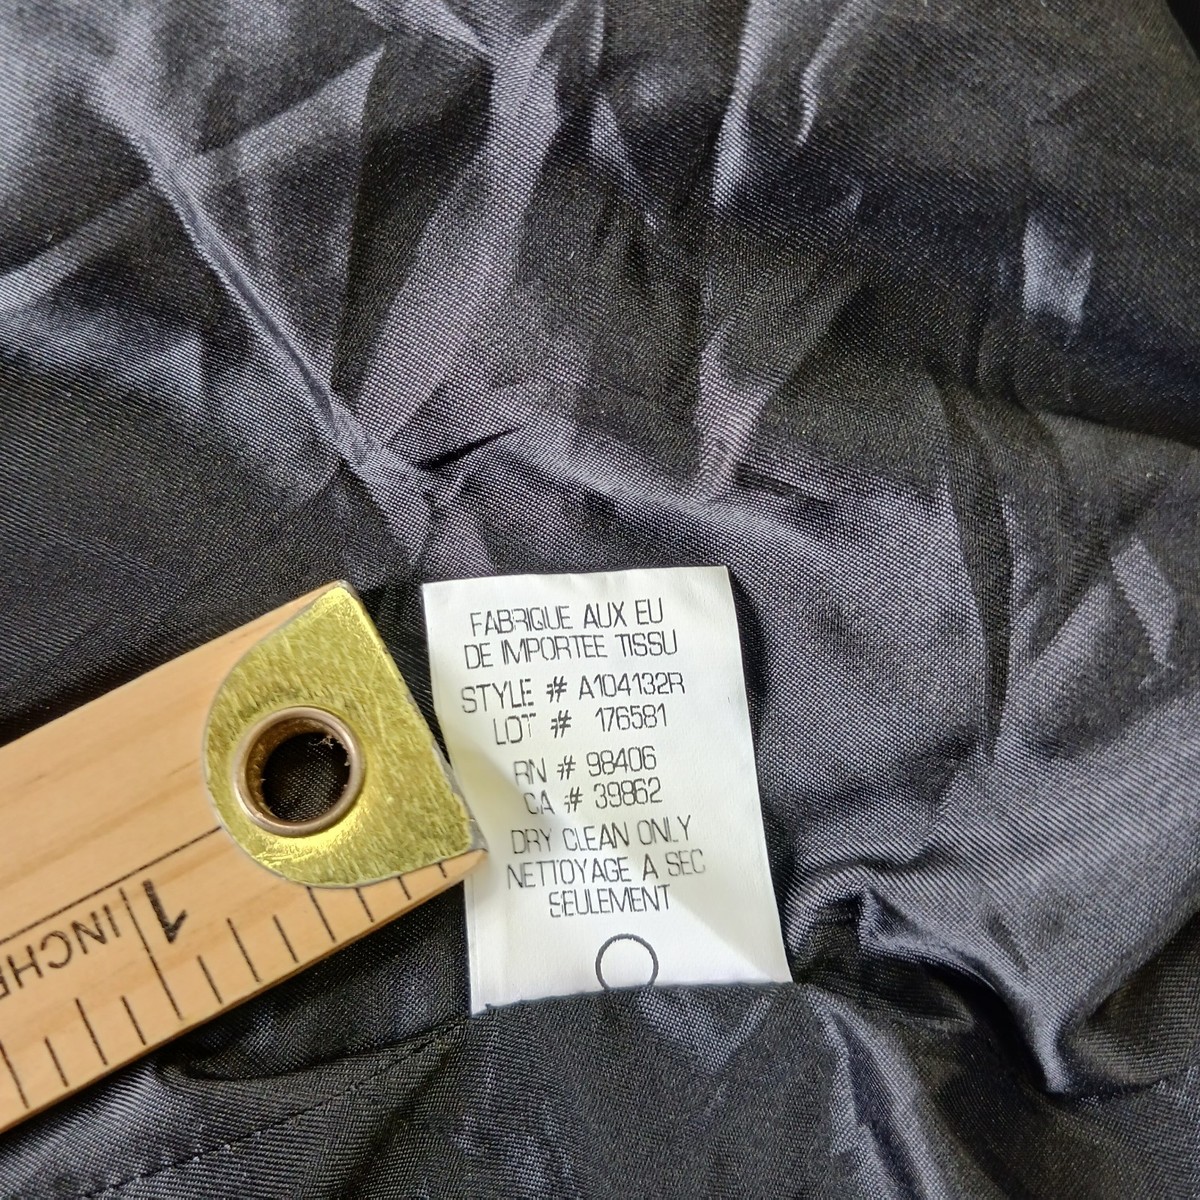 FABRIQUE AUX EU
DE IMPORTEE TISSU
STYLE # A104132R
LOT # 176581
RN # 98406
CA # 39862
DRY CLEAN ONLY
NETTOYAGE A SEC
SEULEMENT
1
INCHE